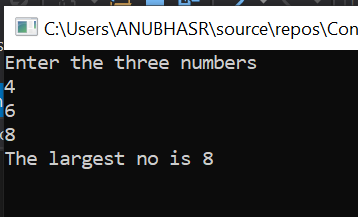 C:\Users\ANUBHASR\source\repos\Con
Enter the three numbers
4
6
8
The largest no is 8